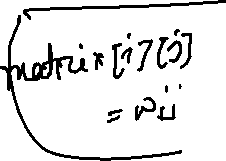 matrix[i][j]
= wij